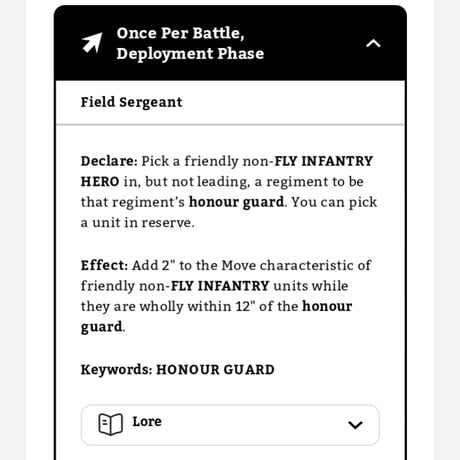 Once Per Battle,
Deployment Phase
Field Sergeant
Declare: Pick a friendly non-FLY INFANTRY
HERO in, but not leading, a regiment to be
that regiment’s honour guard. You can pick
a unit in reserve.
Effect: Add 2" to the Move characteristic of
friendly non-FLY INFANTRY units while
they are wholly within 12" of the honour
guard.
Keywords: HONOUR GUARD
Lore